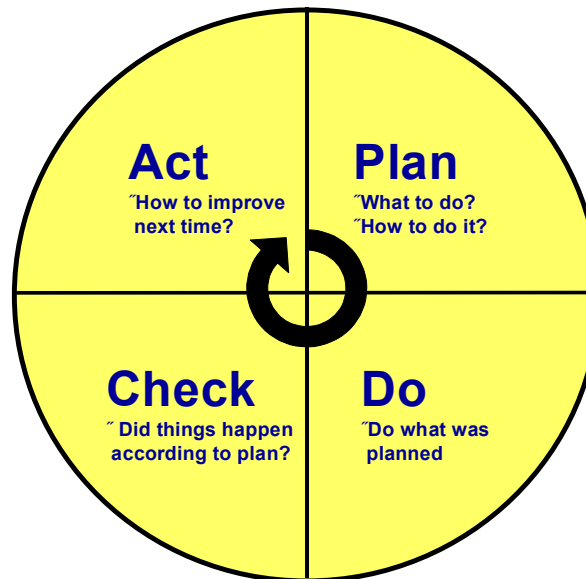 Act
˝How to improve
next time?
Plan
˝What to do?
˝How to do it?
Check
˝ Did things happen
according to plan?
Do
˝Do what was
planned